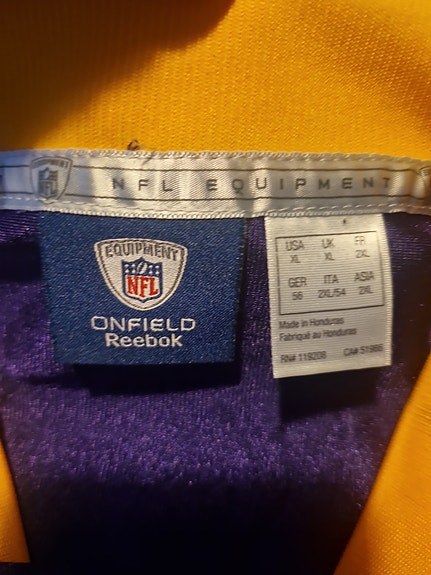 NFL EQUIPMENT
EQUIPMENT
NFL
ONFIELD
Reebok
USA UK FR
XL XL 2XL
GER ITA ASIA
56 2XL/54 2XL
Made in Honduras
Fabriqué au Honduras
RN# 119208 CA# 51986